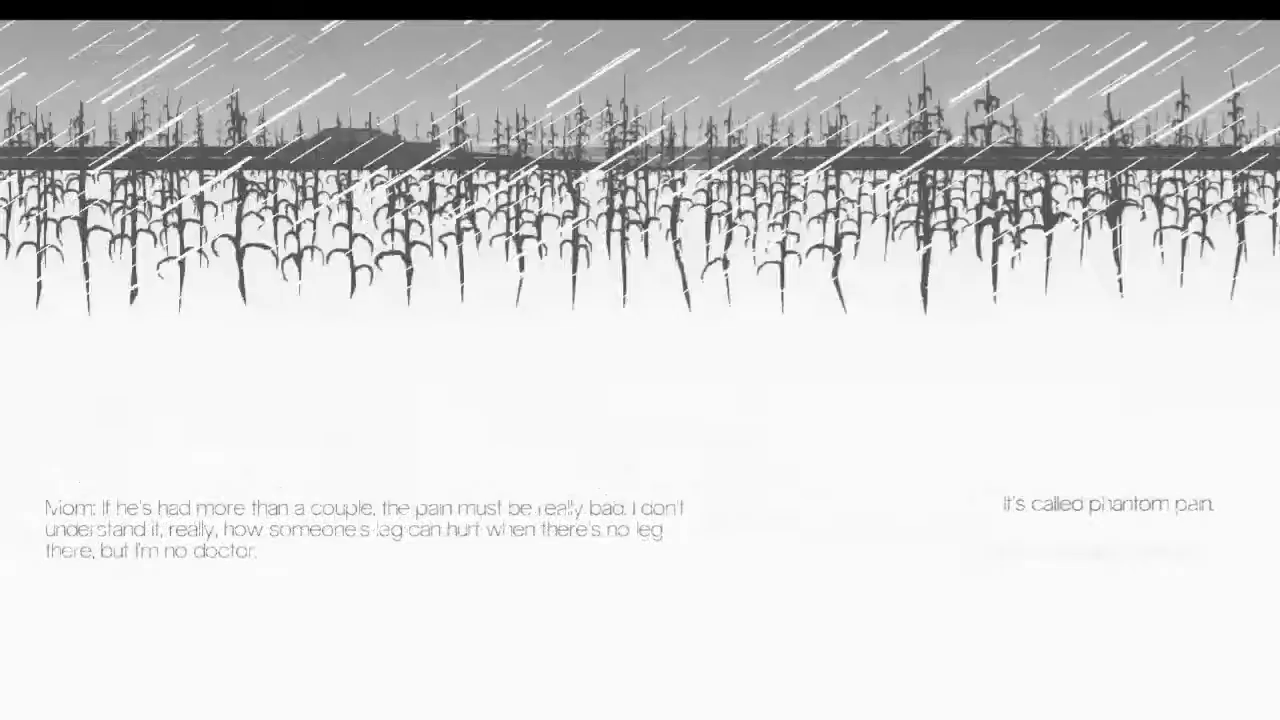 Mom: If he's had more than a couple, the pain must be really bad. I don't
understand it, really, how someone's leg can hurt when there's no leg
there, but I'm no doctor.
It's called phantom pain.